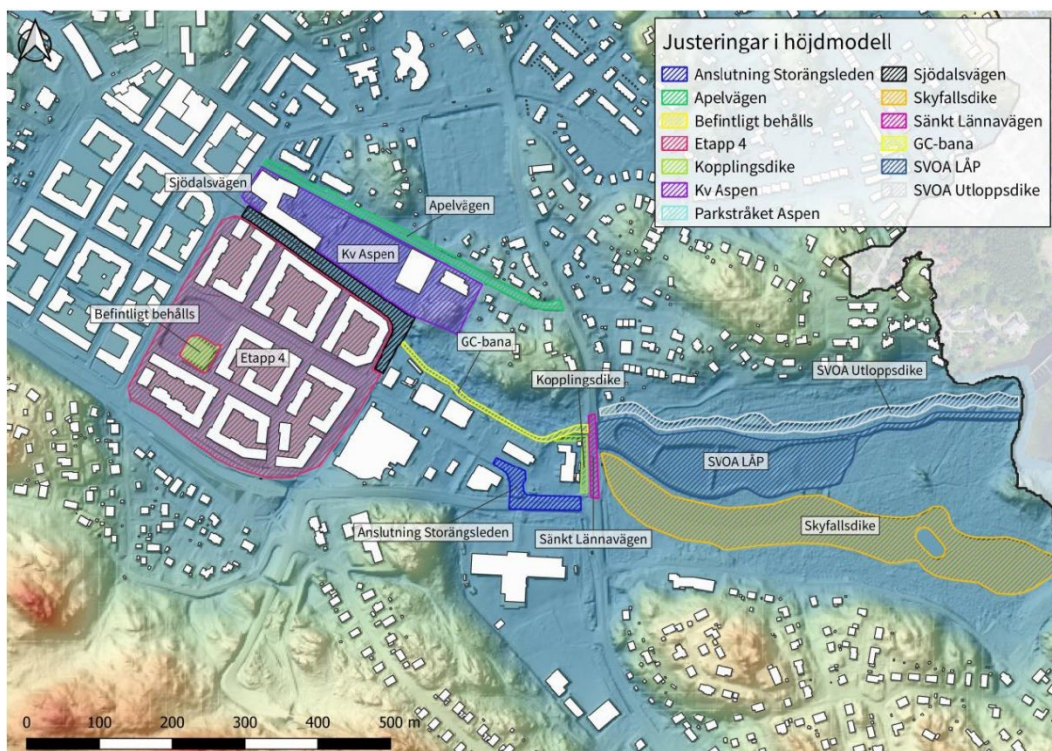 Justeringar i höjdmodell
Anslutning Storängsleden
Apelvägen
Befintligt behålls
Etapp 4
Kopplingsdike
Kv Aspen
Parkstråket Aspen
Sjödalsvägen
Skyfallsdike
Sänkt Lännavägen
GC-bana
SVOA LÅP
SVOA Utloppsdike
Sjödalsvägen
Apelvägen
Kv Aspen
Befintligt behålls
GC-bana
Etapp 4
Kopplingsdike
SVOA Utloppsdike
SVOA LÅP
Skyfallsdike
Anslutning Storängsleden
Sänkt Lännavägen
0 100 200 300 400 500 m